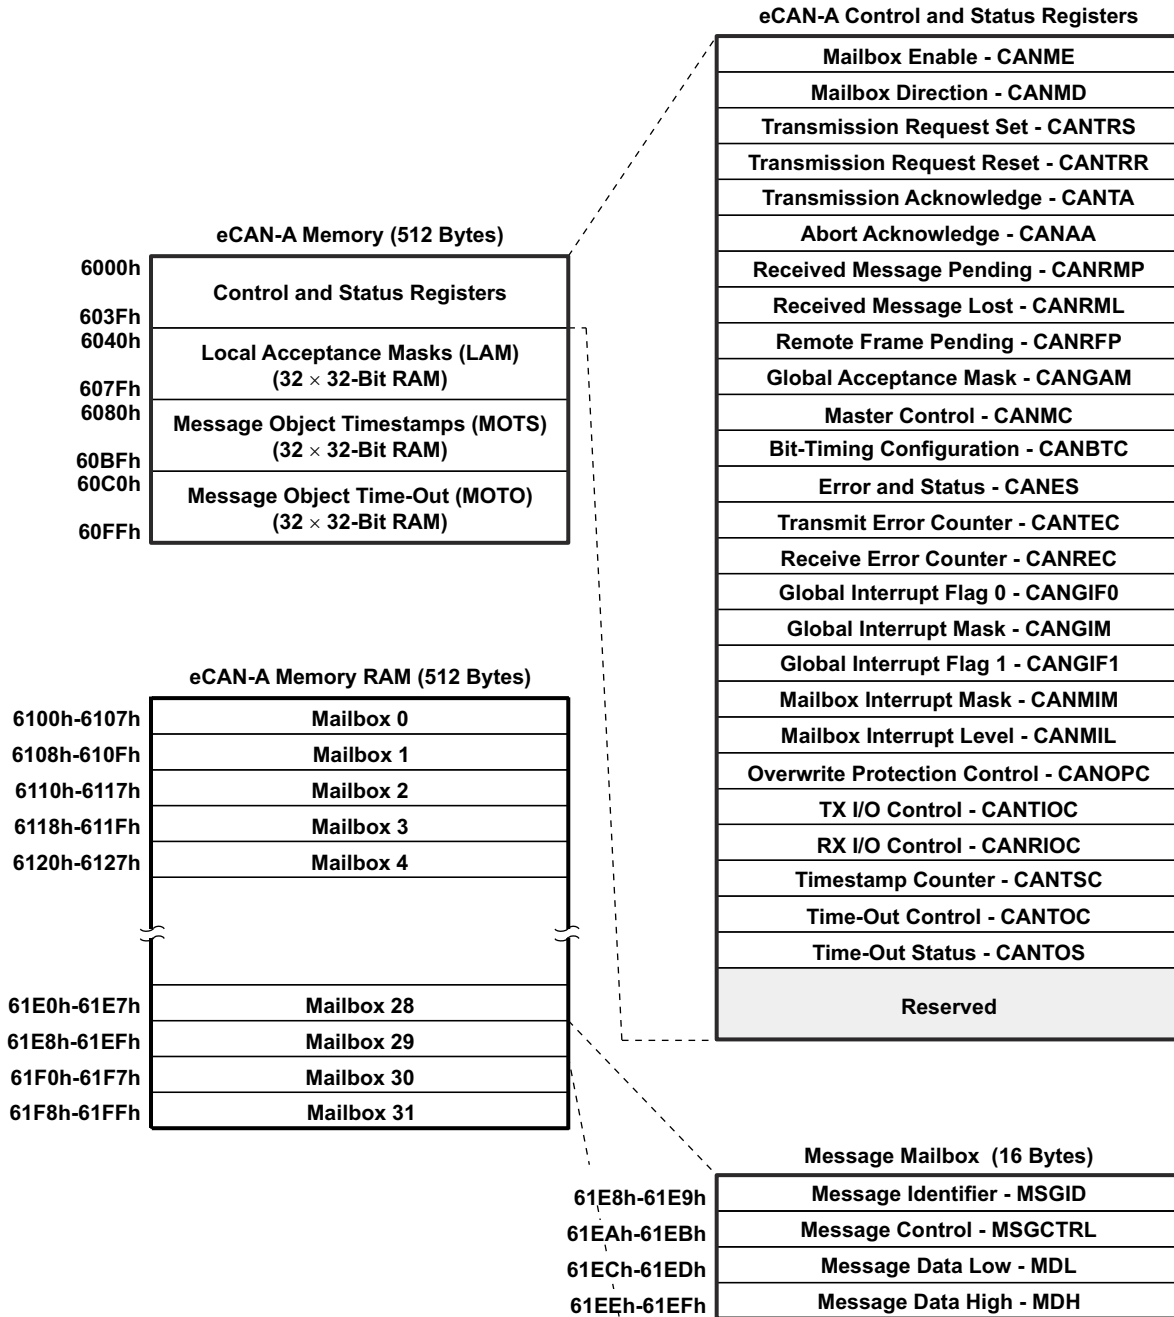 eCAN-A Control and Status Registers
Mailbox Enable - CANME
Mailbox Direction - CANMD
Transmission Request Set - CANTRS
Transmission Request Reset - CANTRR
Transmission Acknowledge - CANTA
Abort Acknowledge - CANAA
Received Message Pending - CANRMP
Received Message Lost - CANRML
Remote Frame Pending - CANRFP
Global Acceptance Mask - CANGAM
Master Control - CANMC
Bit-Timing Configuration - CANBTC
Error and Status - CANES
Transmit Error Counter - CANTEC
Receive Error Counter - CANREC
Global Interrupt Flag 0 - CANGIF0
Global Interrupt Mask - CANGIM
Global Interrupt Flag 1 - CANGIF1
Mailbox Interrupt Mask - CANMIM
Mailbox Interrupt Level - CANMIL
Overwrite Protection Control - CANOPC
TX I/O Control - CANTIOC
RX I/O Control - CANRIOC
Timestamp Counter - CANTSC
Time-Out Control - CANTOC
Time-Out Status - CANTOS
Reserved
eCAN-A Memory (512 Bytes)
6000h
Control and Status Registers
603Fh
6040h
Local Acceptance Masks (LAM)
(32 × 32-Bit RAM)
607Fh
6080h
Message Object Timestamps (MOTS)
(32 × 32-Bit RAM)
60BFh
60C0h
Message Object Time-Out (MOTO)
(32 × 32-Bit RAM)
60FFh
eCAN-A Memory RAM (512 Bytes)
6100h-6107h Mailbox 0
6108h-610Fh Mailbox 1
6110h-6117h Mailbox 2
6118h-611Fh Mailbox 3
6120h-6127h Mailbox 4
61E0h-61E7h Mailbox 28
61E8h-61EFh Mailbox 29
61F0h-61F7h Mailbox 30
61F8h-61FFh Mailbox 31
Message Mailbox (16 Bytes)
61E8h-61E9h Message Identifier - MSGID
61EAh-61EBh Message Control - MSGCTRL
61ECh-61EDh Message Data Low - MDL
61EEh-61EFh Message Data High - MDH